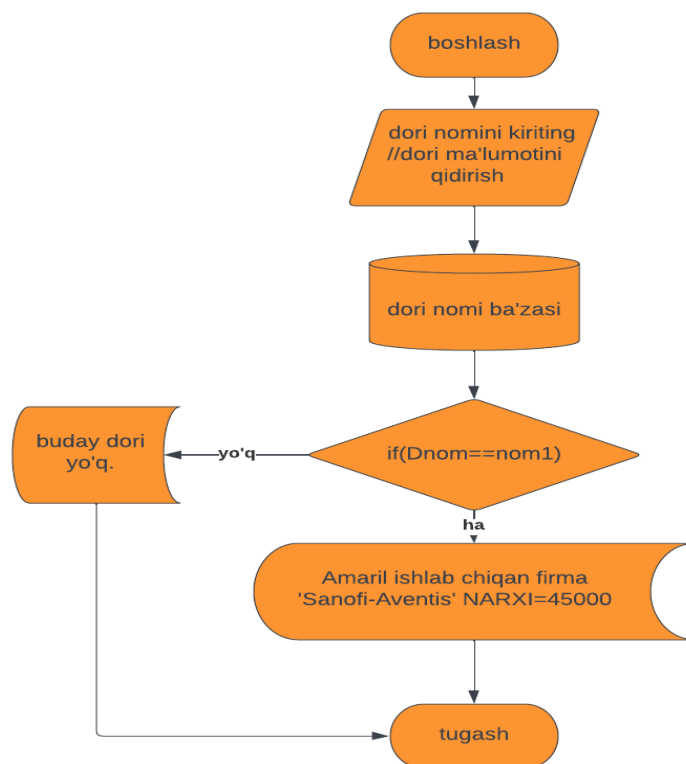 boshlash
dori nomini kiriting
//dori ma'lumotini
qidirish
dori nomi ba'zasi
if(Dnom==nom1)
yo'q
buday dori
yo'q.
ha
Amaril ishlab chiqan firma
'Sanofi-Aventis' NARXI=45000
tugash